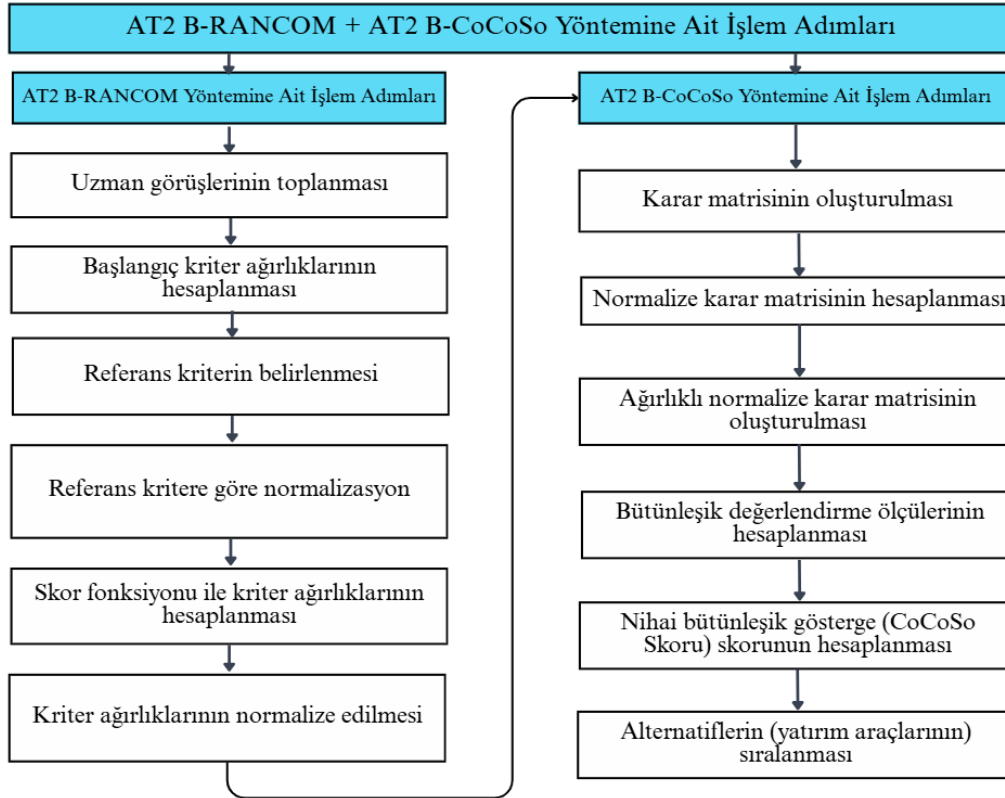 AT2 B-RANCOM + AT2 B-CoCoSo Yöntemine Ait İşlem Adımları
AT2 B-RANCOM Yöntemine Ait İşlem Adımları
Uzman görüşlerinin toplanması
Başlangıç kriter ağırlıklarının
hesaplanması
Referans kriterin belirlenmesi
Referans kritere göre normalizasyon
Skor fonksiyonu ile kriter ağırlıklarının
hesaplanması
Kriter ağırlıklarının normalize edilmesi
AT2 B-CoCoSo Yöntemine Ait İşlem Adımları
Karar matrisinin oluşturulması
Normalize karar matrisinin hesaplanması
Ağırlıklı normalize karar matrisinin
oluşturulması
Bütünleşik değerlendirme ölçülerinin
hesaplanması
Nihai bütünleşik gösterge (CoCoSo
Skoru) skorunun hesaplanması
Alternatiflerin (yatırım araçlarının)
sıralanması